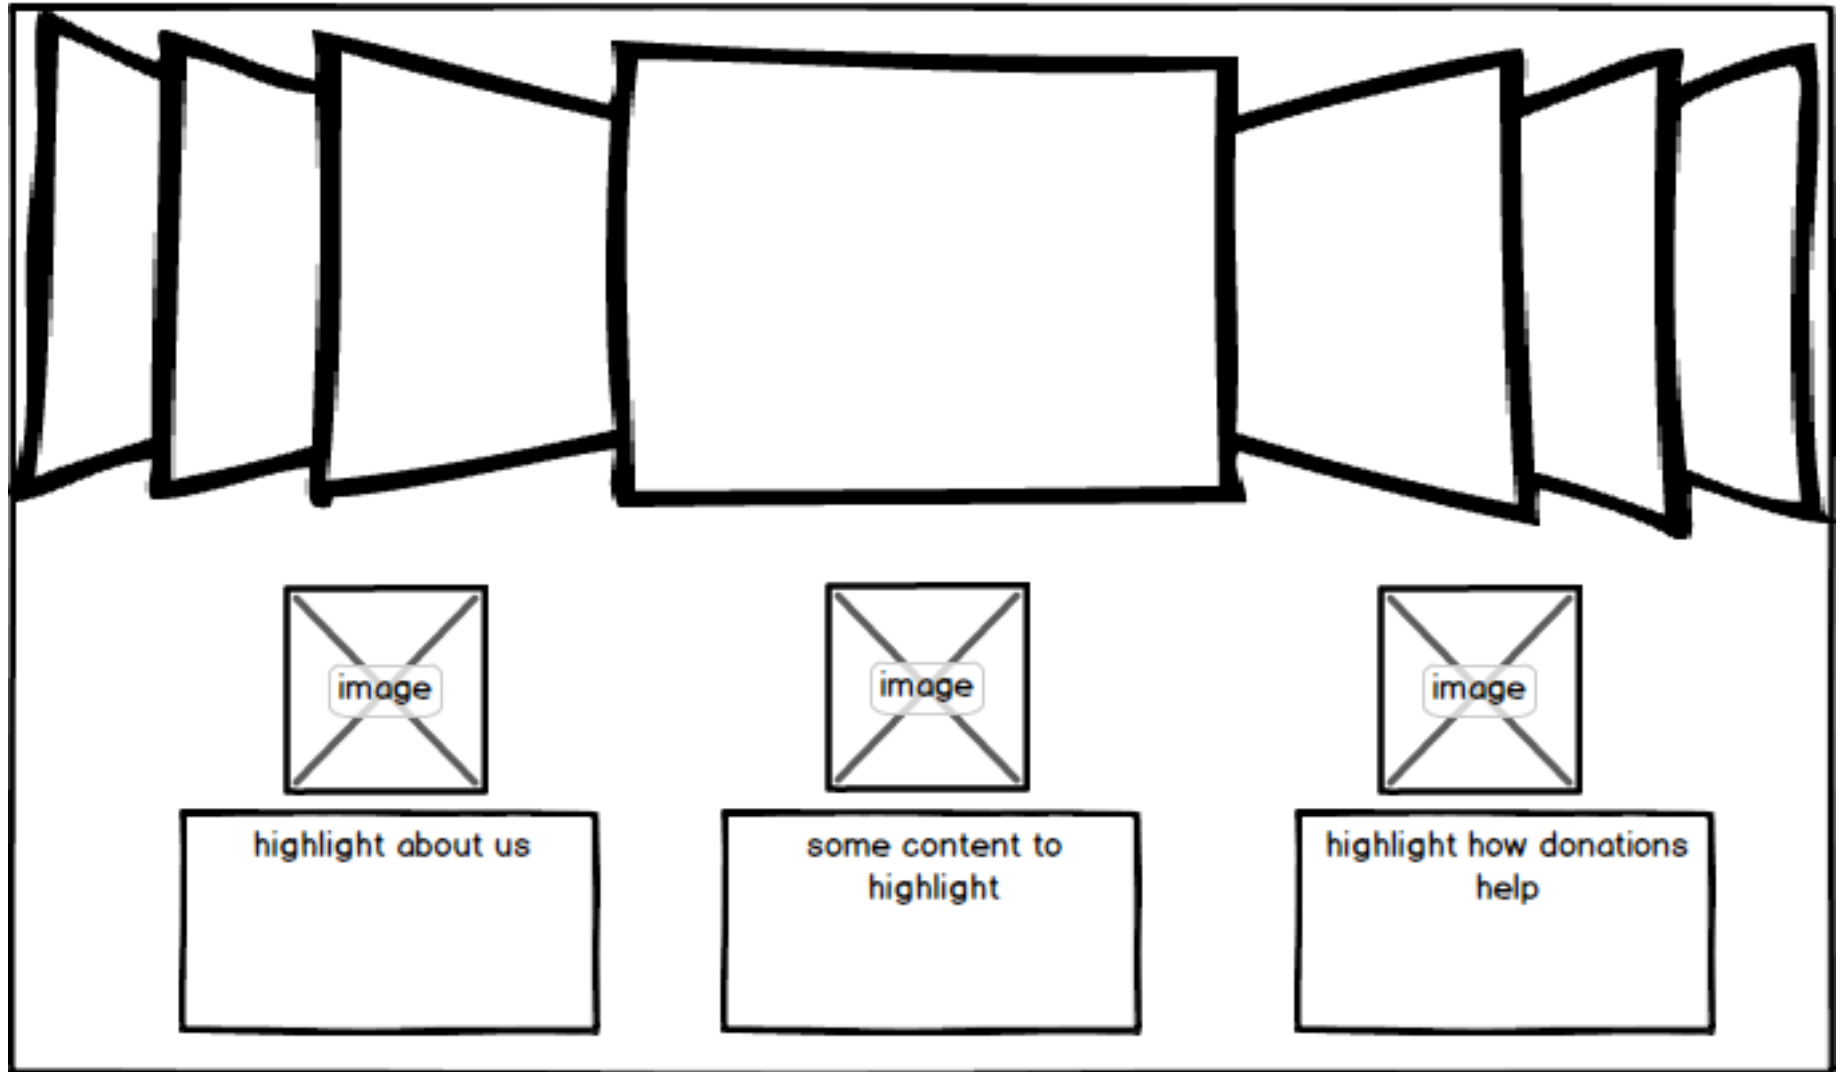 image
image
image
highlight about us
some content to
highlight
highlight how donations
help